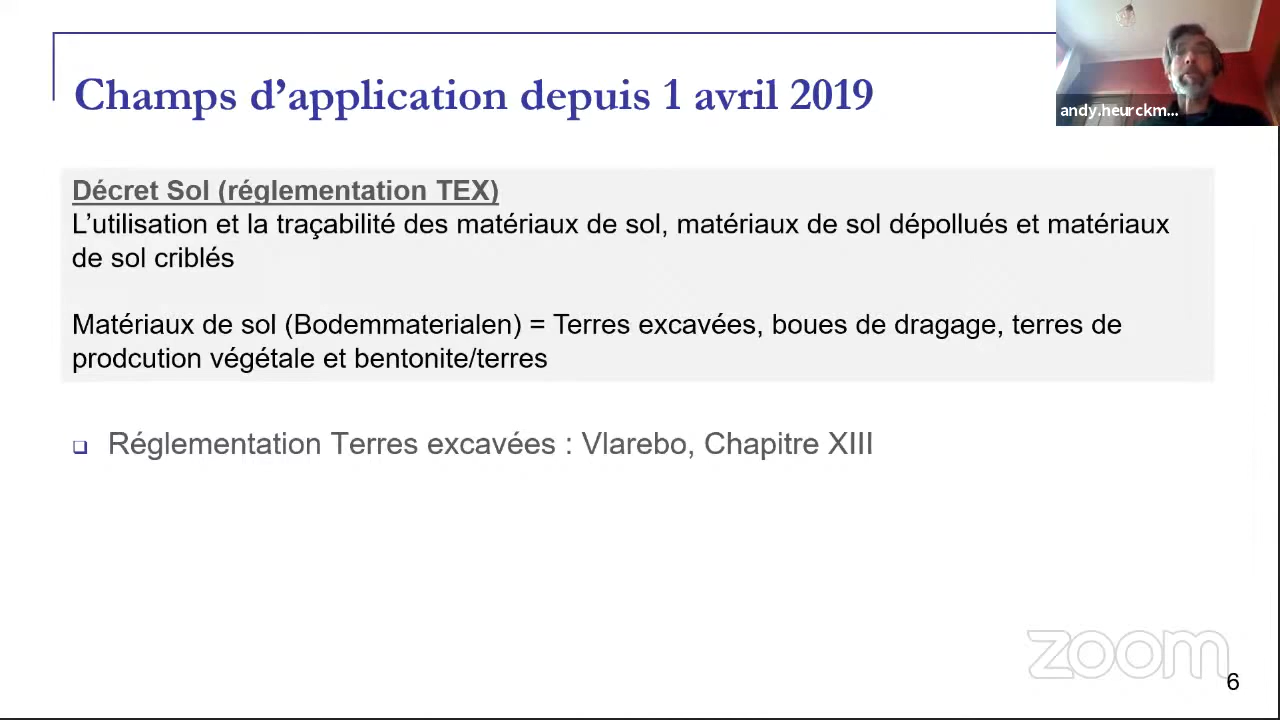 Champs d’application depuis 1 avril 2019
andy.heurckm...
Décret Sol (réglementation TEX)
L’utilisation et la traçabilité des matériaux de sol, matériaux de sol dépollués et matériaux
de sol criblés
Matériaux de sol (Bodemmaterialen) = Terres excavées, boues de dragage, terres de
prodcution végétale et bentonite/terres
Réglementation Terres excavées : Vlarebo, Chapitre XIII
zoom
6